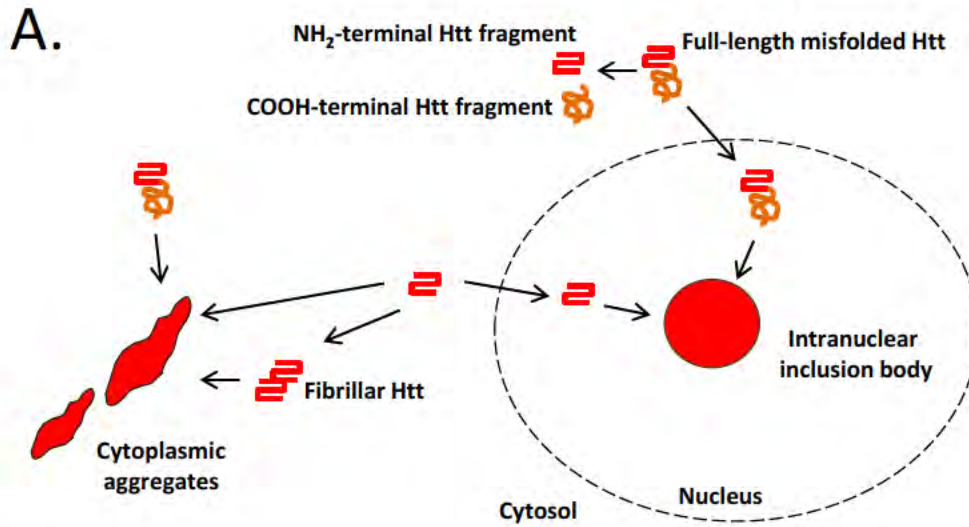 A.
NH₂-terminal Htt fragment
Full-length misfolded Htt
COOH-terminal Htt fragment
Fibrillar Htt
Intranuclear
inclusion body
Cytoplasmic
aggregates
Cytosol
Nucleus